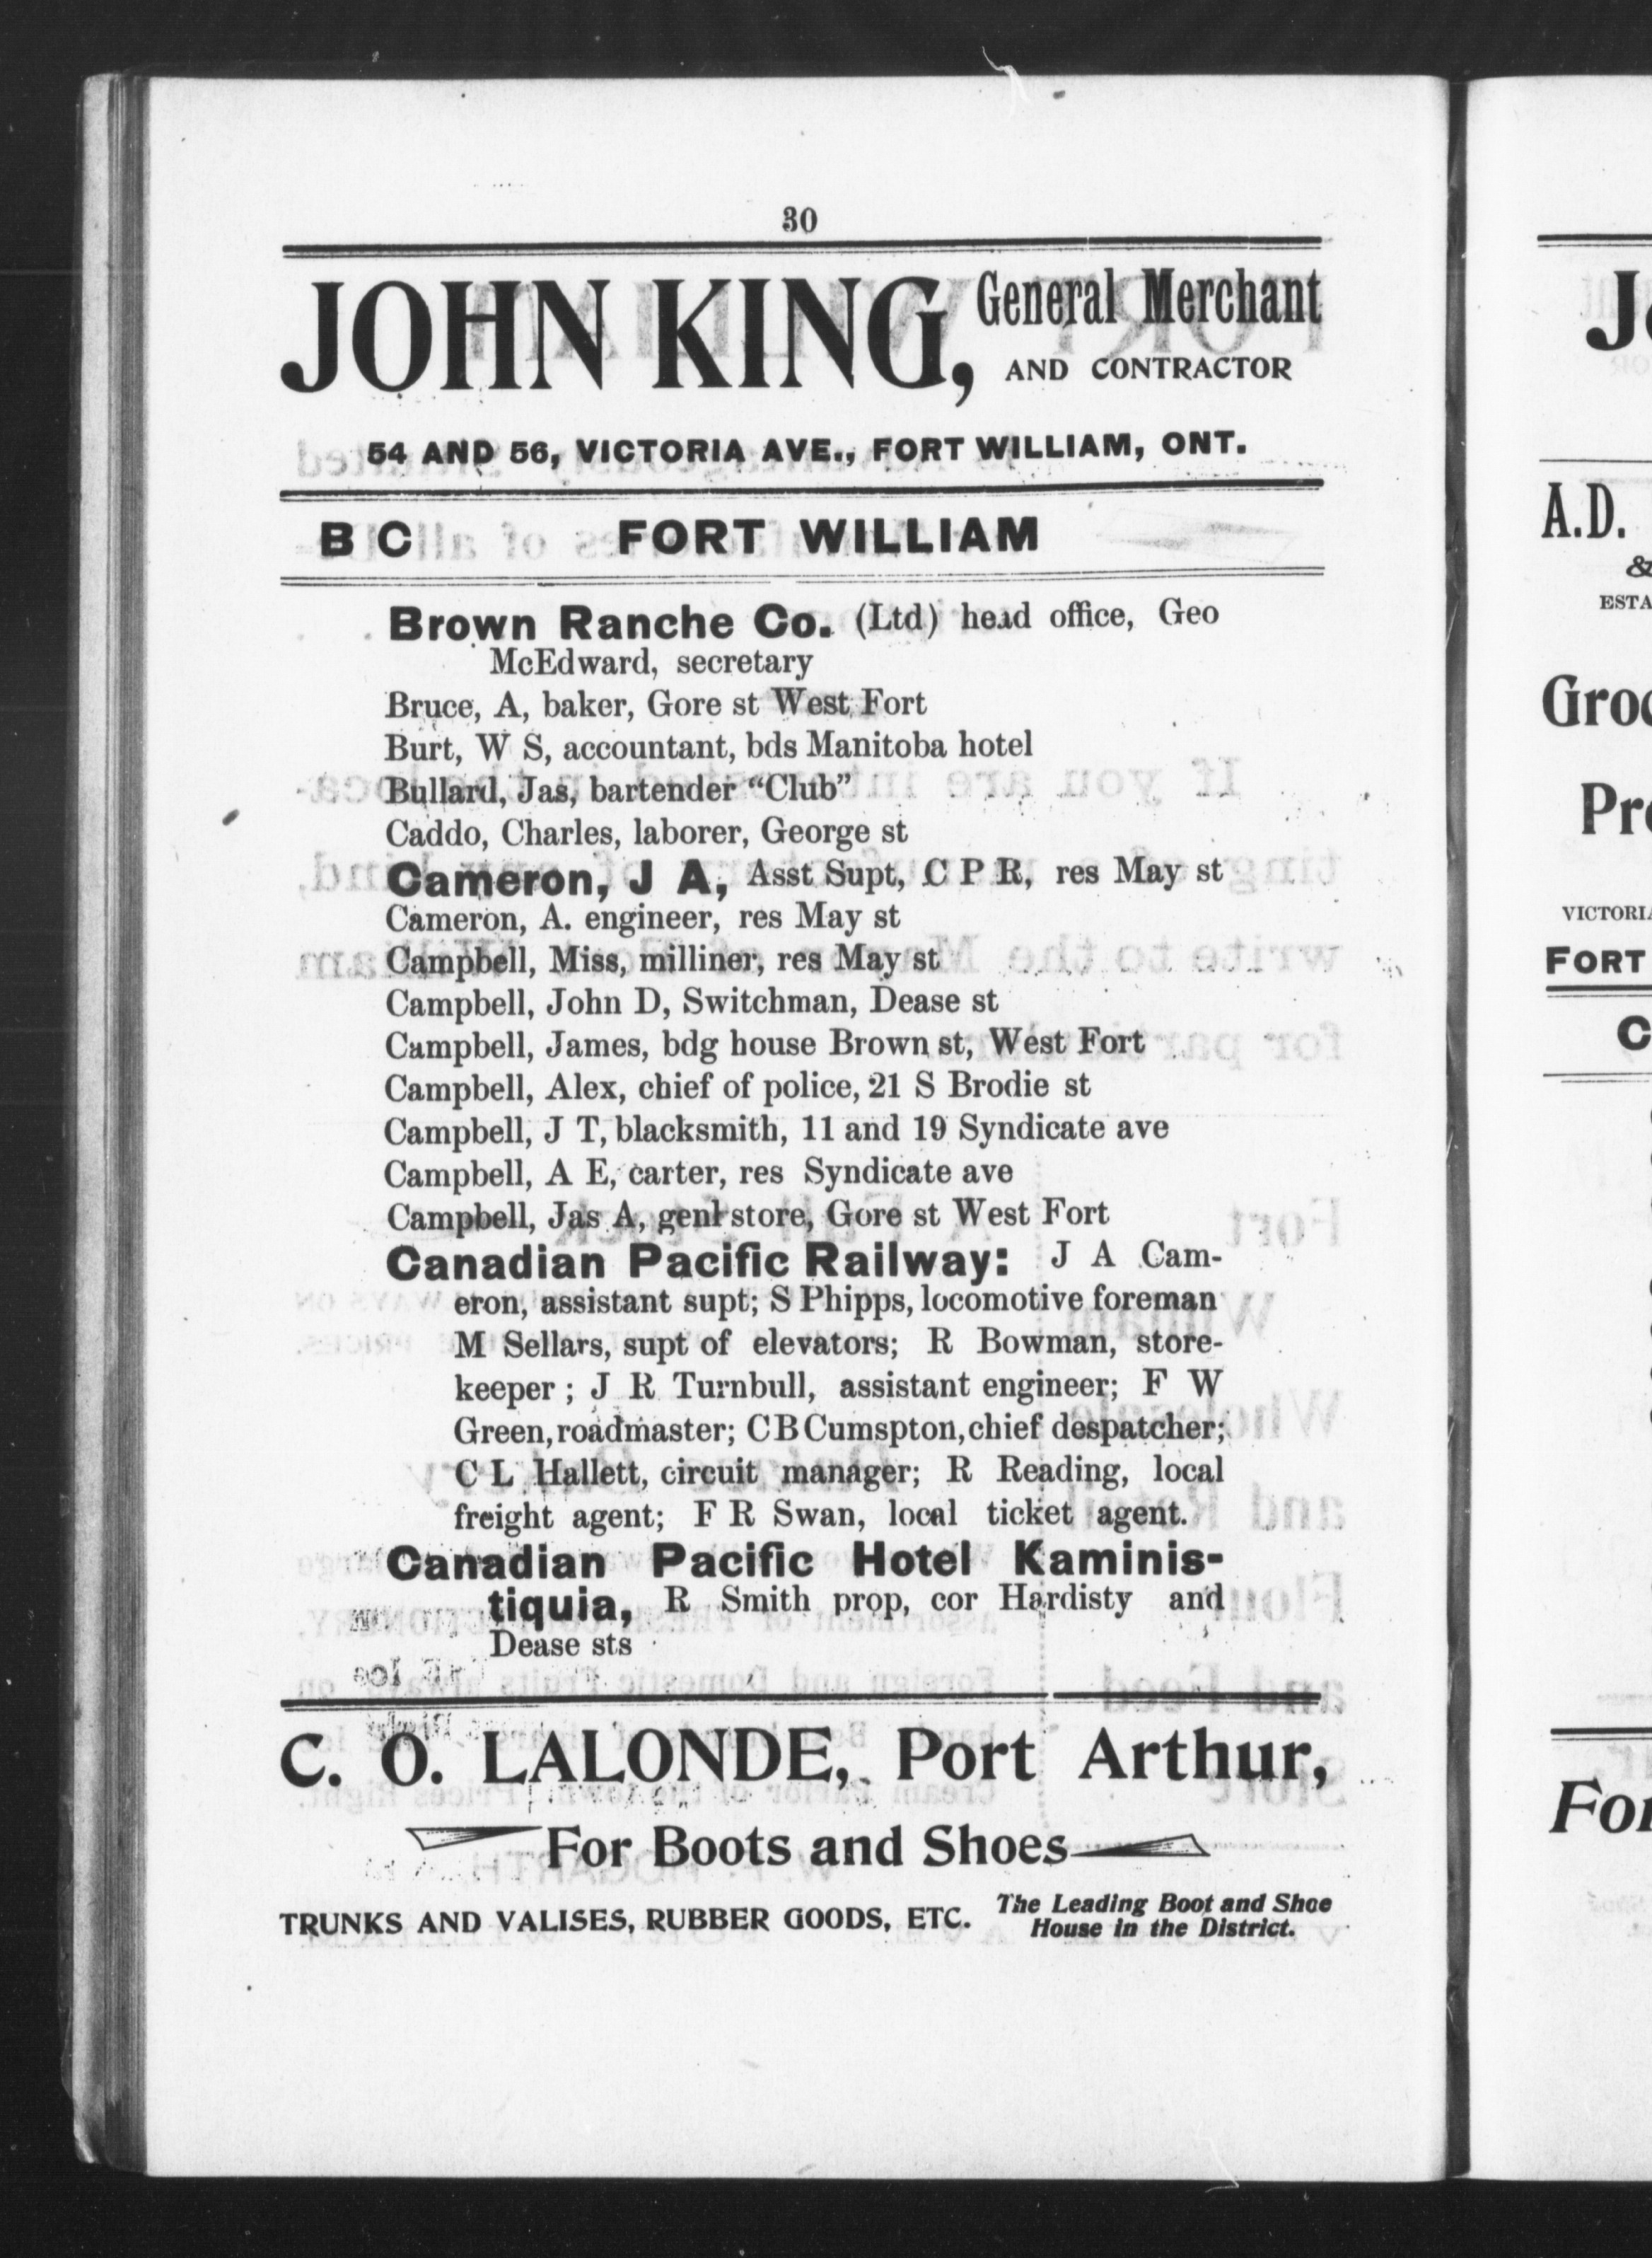 30
JOHN KING, General Merchant
AND CONTRACTOR
54 AND 56, VICTORIA AVE., FORT WILLIAM, ONT.
B C FORT WILLIAM
Brown Ranche Co. (Ltd) head office, Geo
McEdward, secretary
Bruce, A, baker, Gore st West Fort
Burt, W S, accountant, bds Manitoba hotel
Bullard, Jas, bartender “Club”
Caddo, Charles, laborer, George st
Cameron, J A, Asst Supt, C P R, res May st
Cameron, A. engineer, res May st
Campbell, Miss, milliner, res May st
Campbell, John D, Switchman, Dease st
Campbell, James, bdg house Brown st, West Fort
Campbell, Alex, chief of police, 21 S Brodie st
Campbell, J T, blacksmith, 11 and 19 Syndicate ave
Campbell, A E, carter, res Syndicate ave
Campbell, Jas A, genl store, Gore st West Fort
Canadian Pacific Railway: J A Cam-
eron, assistant supt; S Phipps, locomotive foreman
M Sellars, supt of elevators; R Bowman, store-
keeper ; J R Turnbull, assistant engineer; F W
Green, roadmaster; C B Cumspton, chief despatcher;
C L Hallett, circuit manager; R Reading, local
freight agent; F R Swan, local ticket agent.
Canadian Pacific Hotel Kaminis-
tiquia, R Smith prop, cor Hardisty and
Dease sts
C. O. LALONDE, Port Arthur,
For Boots and Shoes
TRUNKS AND VALISES, RUBBER GOODS, ETC. The Leading Boot and Shoe
House in the District.
A.D.
&
FORT
C